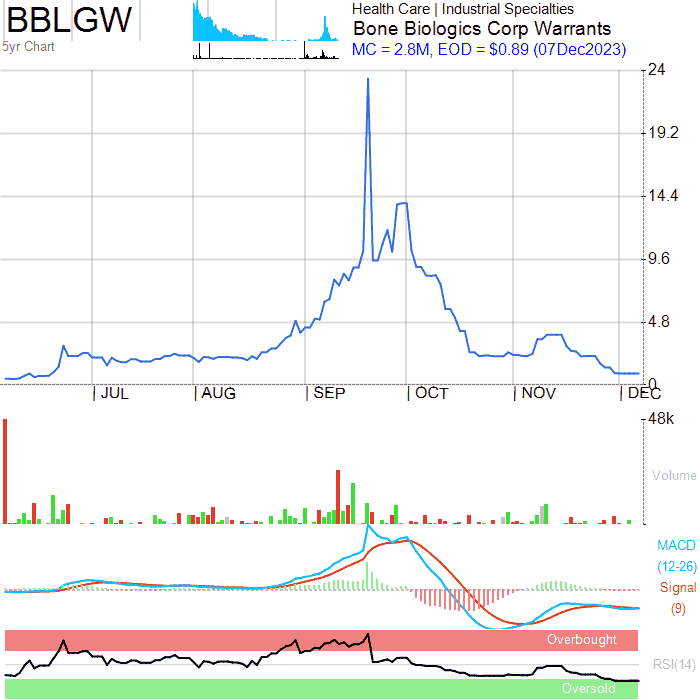 BBLGW
5yr Chart
Health Care | Industrial Specialties
Bone Biologics Corp Warrants
MC = 2.8M, EOD = $0.89 (07Dec2023)
24
19.2
14.4
9.6
4.8
0
JUL AUG SEP OCT NOV DEC
48k
Volume
MACD
(12-26)
Signal
(9)
Overbought
RSI(14)
Oversold